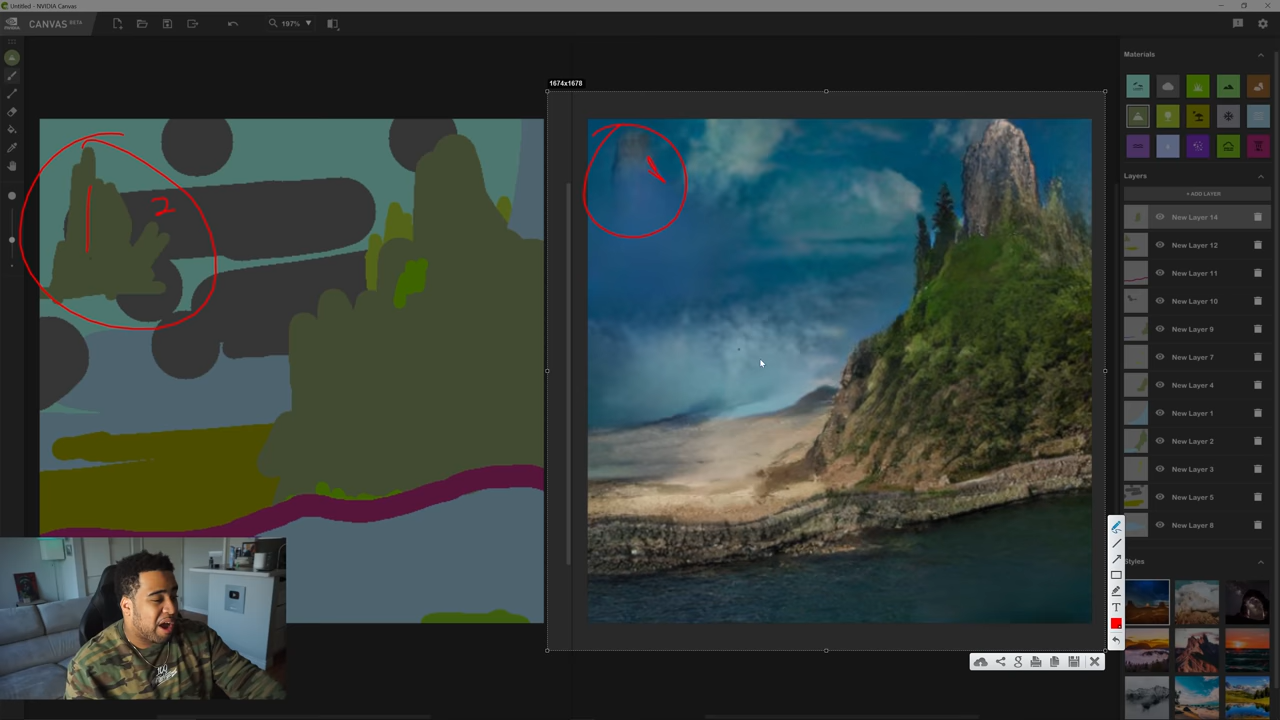 Untitled - NVIDIA Canvas
CANVAS BETA
197%
1674x1678
2
Materials
Layers
+ ADD LAYER
New Layer 14
New Layer 12
New Layer 11
New Layer 10
New Layer 9
New Layer 7
New Layer 4
New Layer 1
New Layer 2
New Layer 3
New Layer 5
New Layer 8
Styles
T